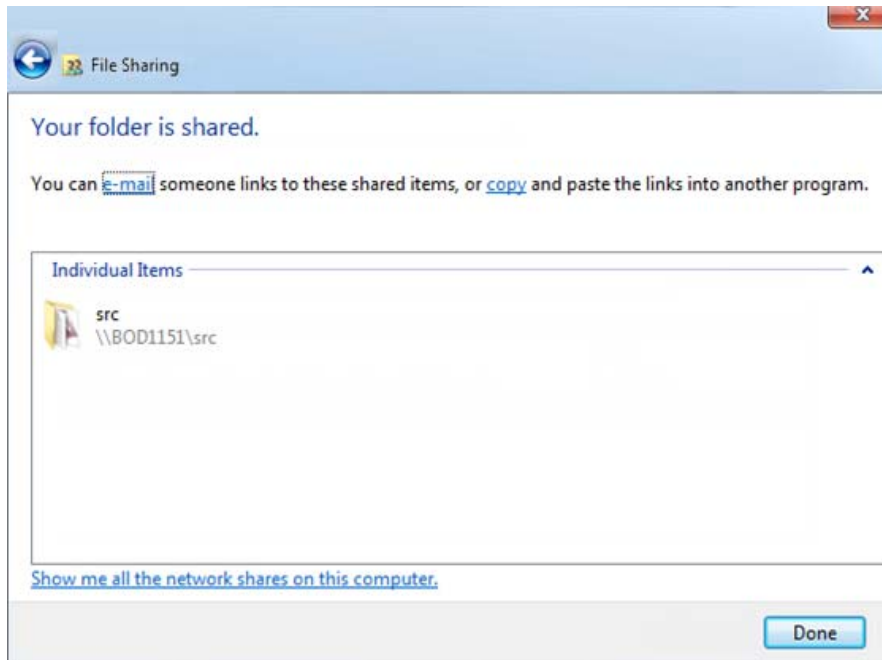 File Sharing
Your folder is shared.
You can e-mail someone links to these shared items, or copy and paste the links into another program.
Individual Items
src
\\BOD1151\src
Show me all the network shares on this computer.
Done